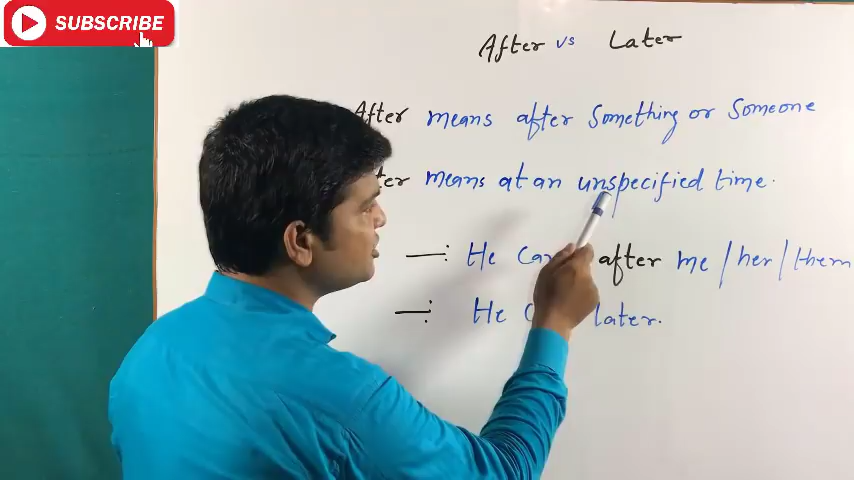 SUBSCRIBE
After vs Later
After means after Something or Someone
means at an unspecified time.
He after me / her / them
He later.